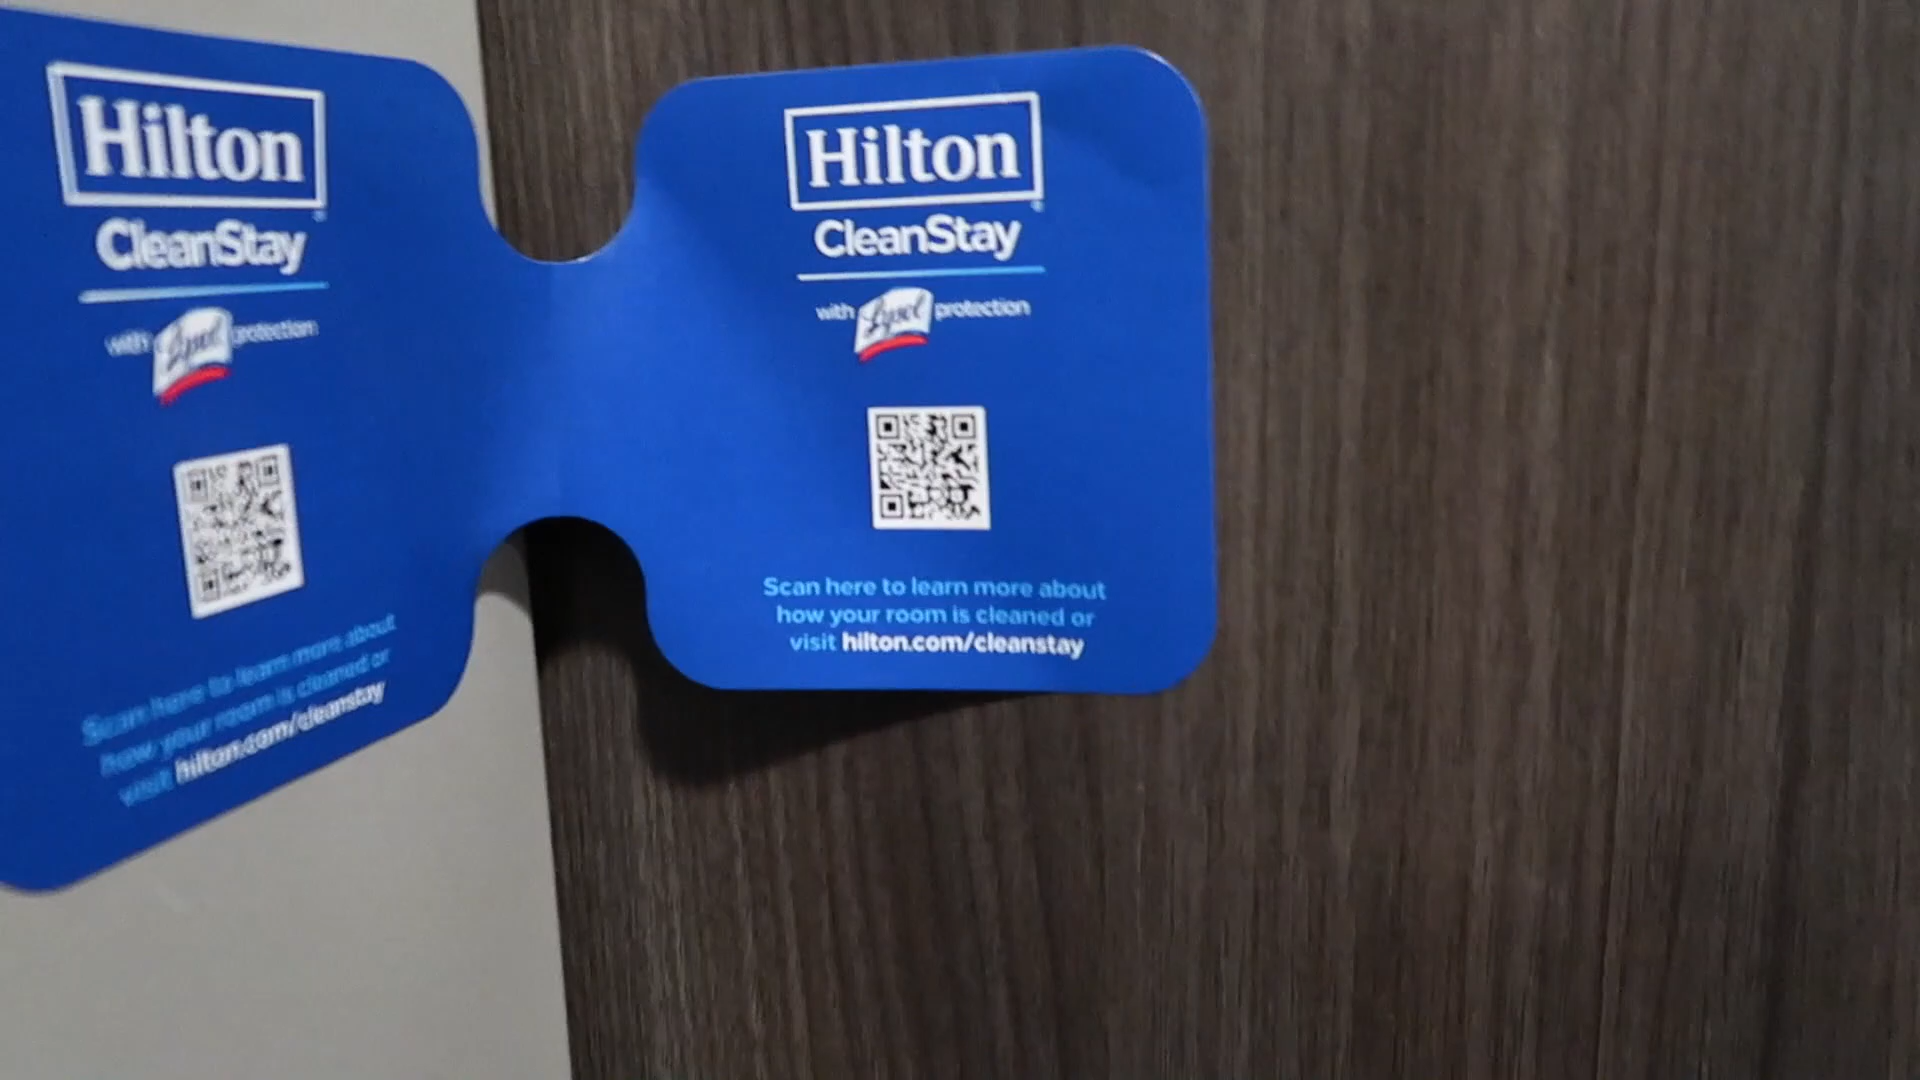 Hilton
CleanStay
with Lysol protection
Scan here to learn more about
how your room is cleaned or
visit hilton.com/cleanstay
Hilton
CleanStay
with Lysol protection
Scan here to learn more about
how your room is cleaned or
visit hilton.com/cleanstay